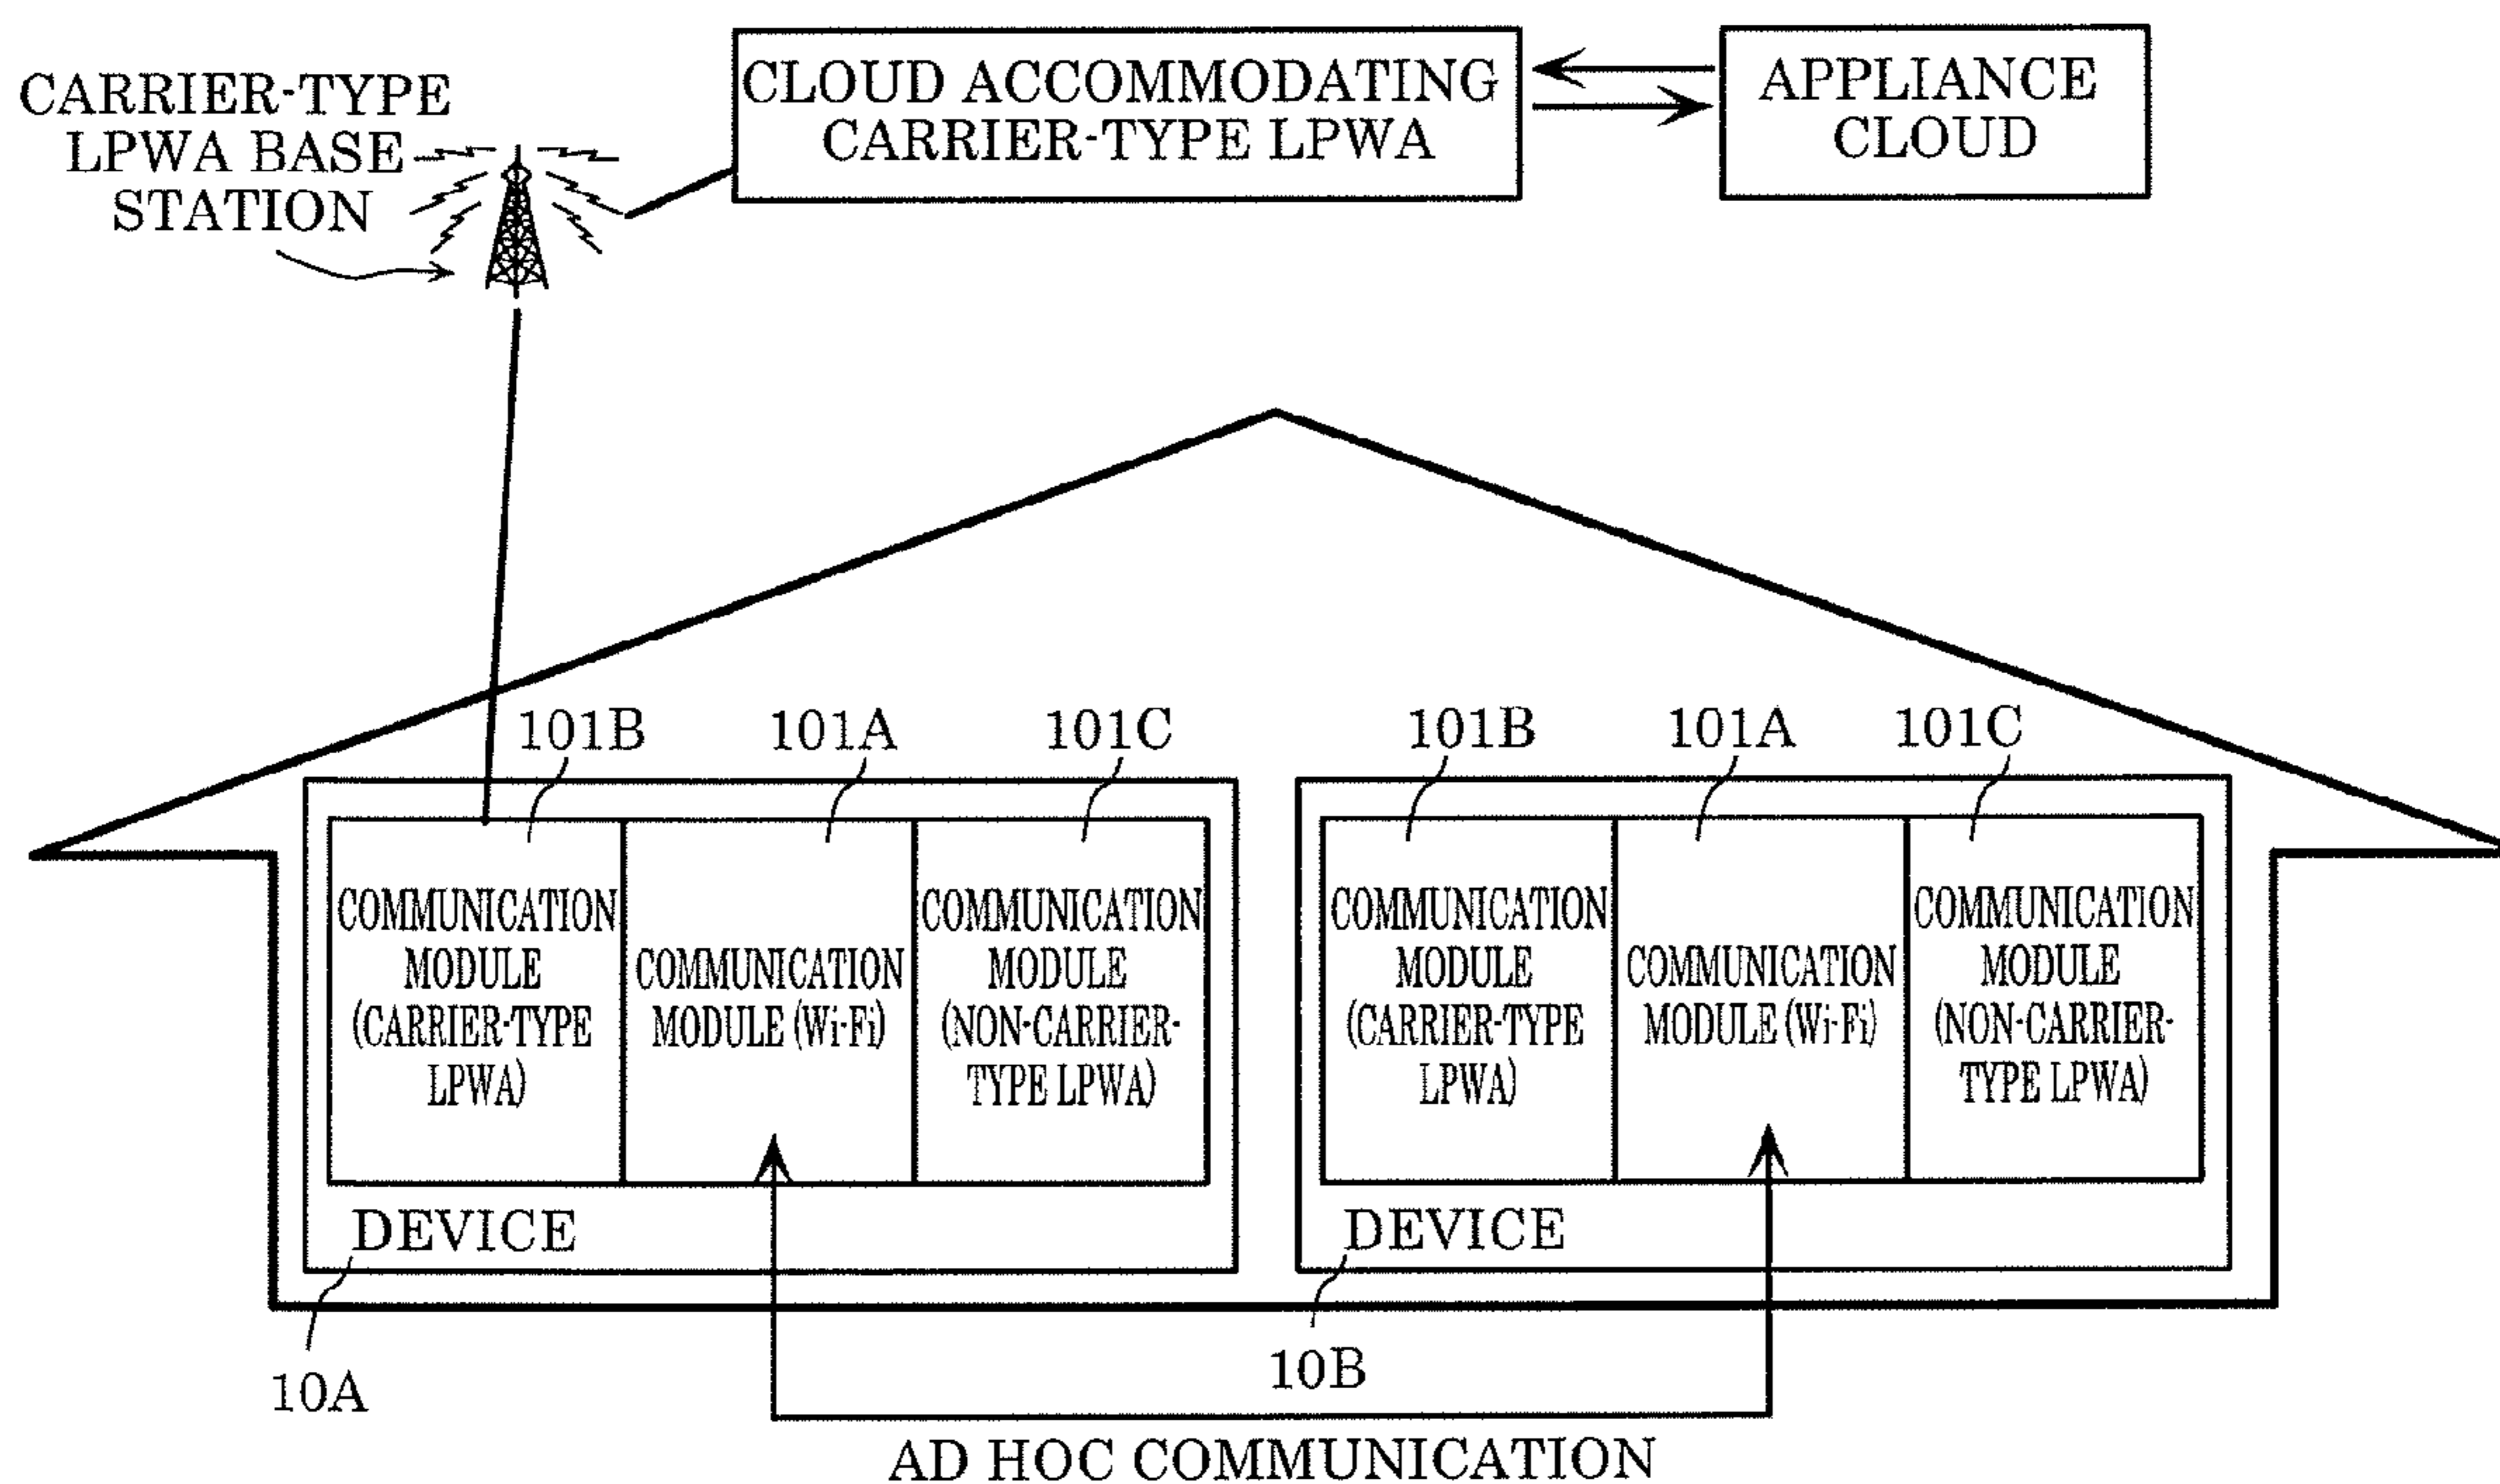 CARRIER-TYPE
LPWA BASE
STATION
CLOUD ACCOMMODATING
CARRIER-TYPE LPWA
APPLIANCE
CLOUD
101B
101A
101C
101B
101A
101C
COMMUNICATION
MODULE
(CARRIER-TYPE
LPWA)
COMMUNICATION
MODULE (Wi-Fi)
COMMUNICATION
MODULE
(NON-CARRIER-
TYPE LPWA)
DEVICE
10A
COMMUNICATION
MODULE
(CARRIER-TYPE
LPWA)
COMMUNICATION
MODULE (Wi-Fi)
COMMUNICATION
MODULE
(NON-CARRIER-
TYPE LPWA)
DEVICE
10B
AD HOC COMMUNICATION